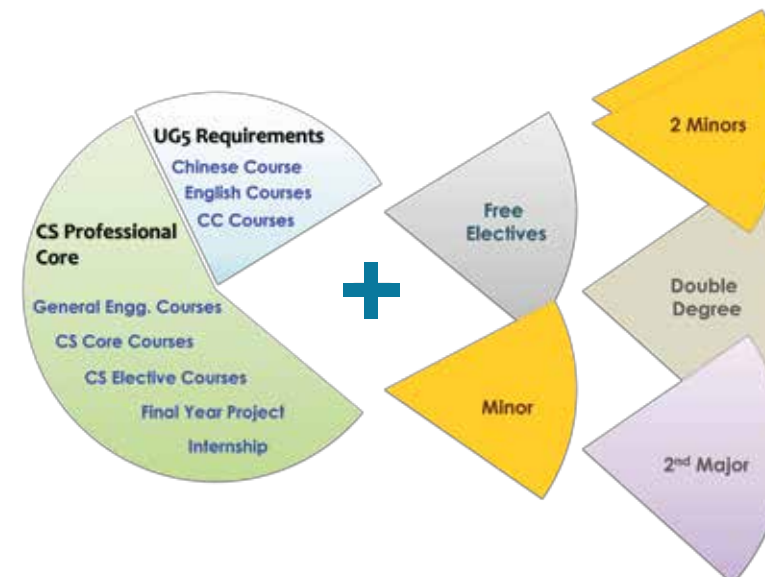 UG5 Requirements
Chinese Course
English Courses
CC Courses
CS Professional
Core
General Engg. Courses
CS Core Courses
CS Elective Courses
Final Year Project
Internship
Free
Electives
Minor
2 Minors
Double
Degree
2nd Major